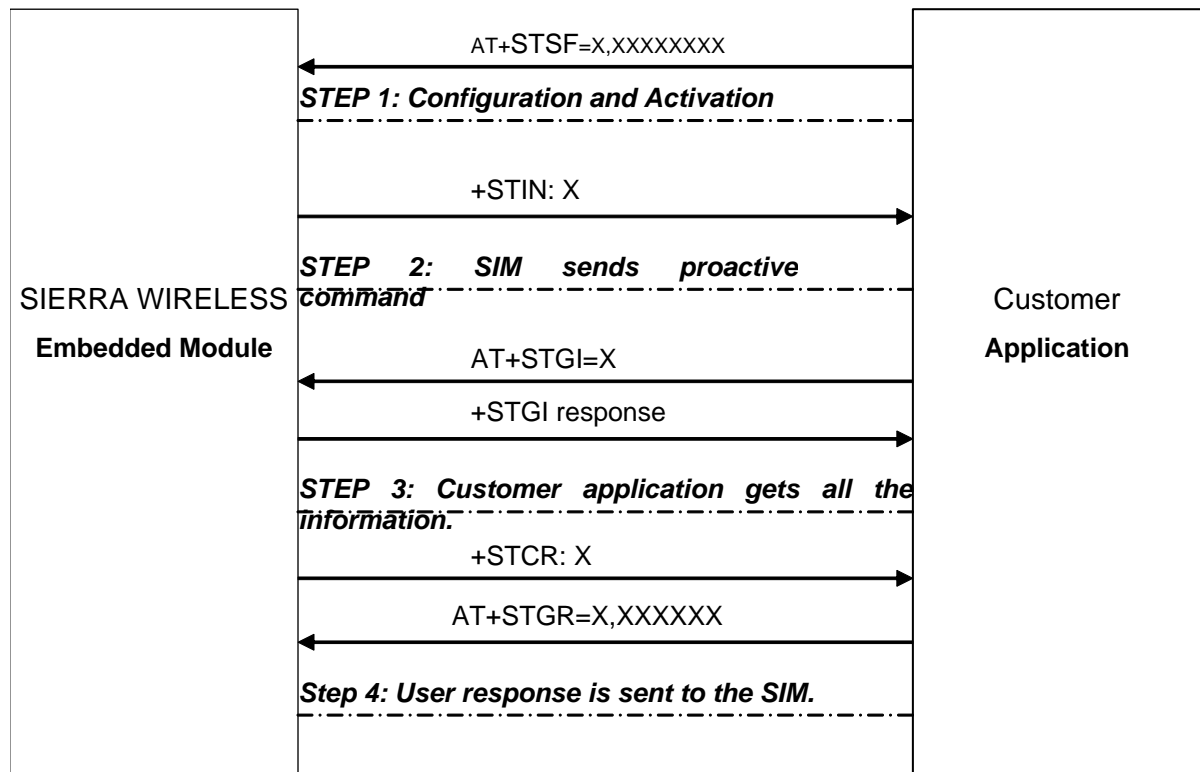 AT+STSF=X,XXXXXXXX
STEP 1: Configuration and Activation
+STIN: X
STEP 2: SIM sends proactive
command
SIERRA WIRELESS
Embedded Module
Customer
Application
AT+STGI=X
+STGI response
STEP 3: Customer application gets all the
information.
+STCR: X
AT+STGR=X,XXXXXX
Step 4: User response is sent to the SIM.